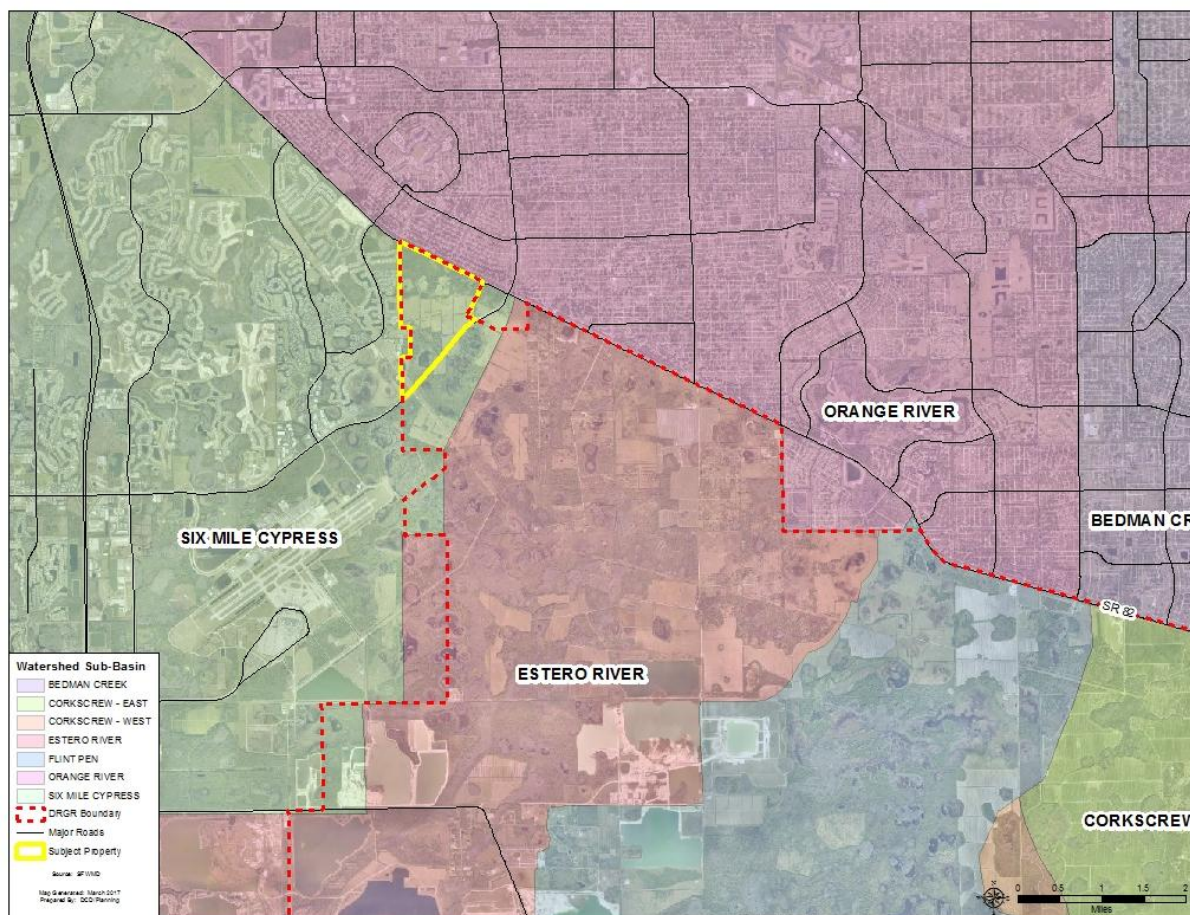 ORANGE RIVER
BEDMAN CR
SIX MILE CYPRESS
SR 82
ESTERO RIVER
CORKSCREW
Watershed Sub-Basin
BEDMAN CREEK
CORKSCREW - EAST
CORKSCREW - WEST
ESTERO RIVER
FLINT PEN
ORANGE RIVER
SIX MILE CYPRESS
DRGR Boundary
Major Roads
Subject Property
Source: SFWMD
Map Generated: March 2017
Prepared By: DCD/Planning
0 0.5 1 1.5 2
Miles